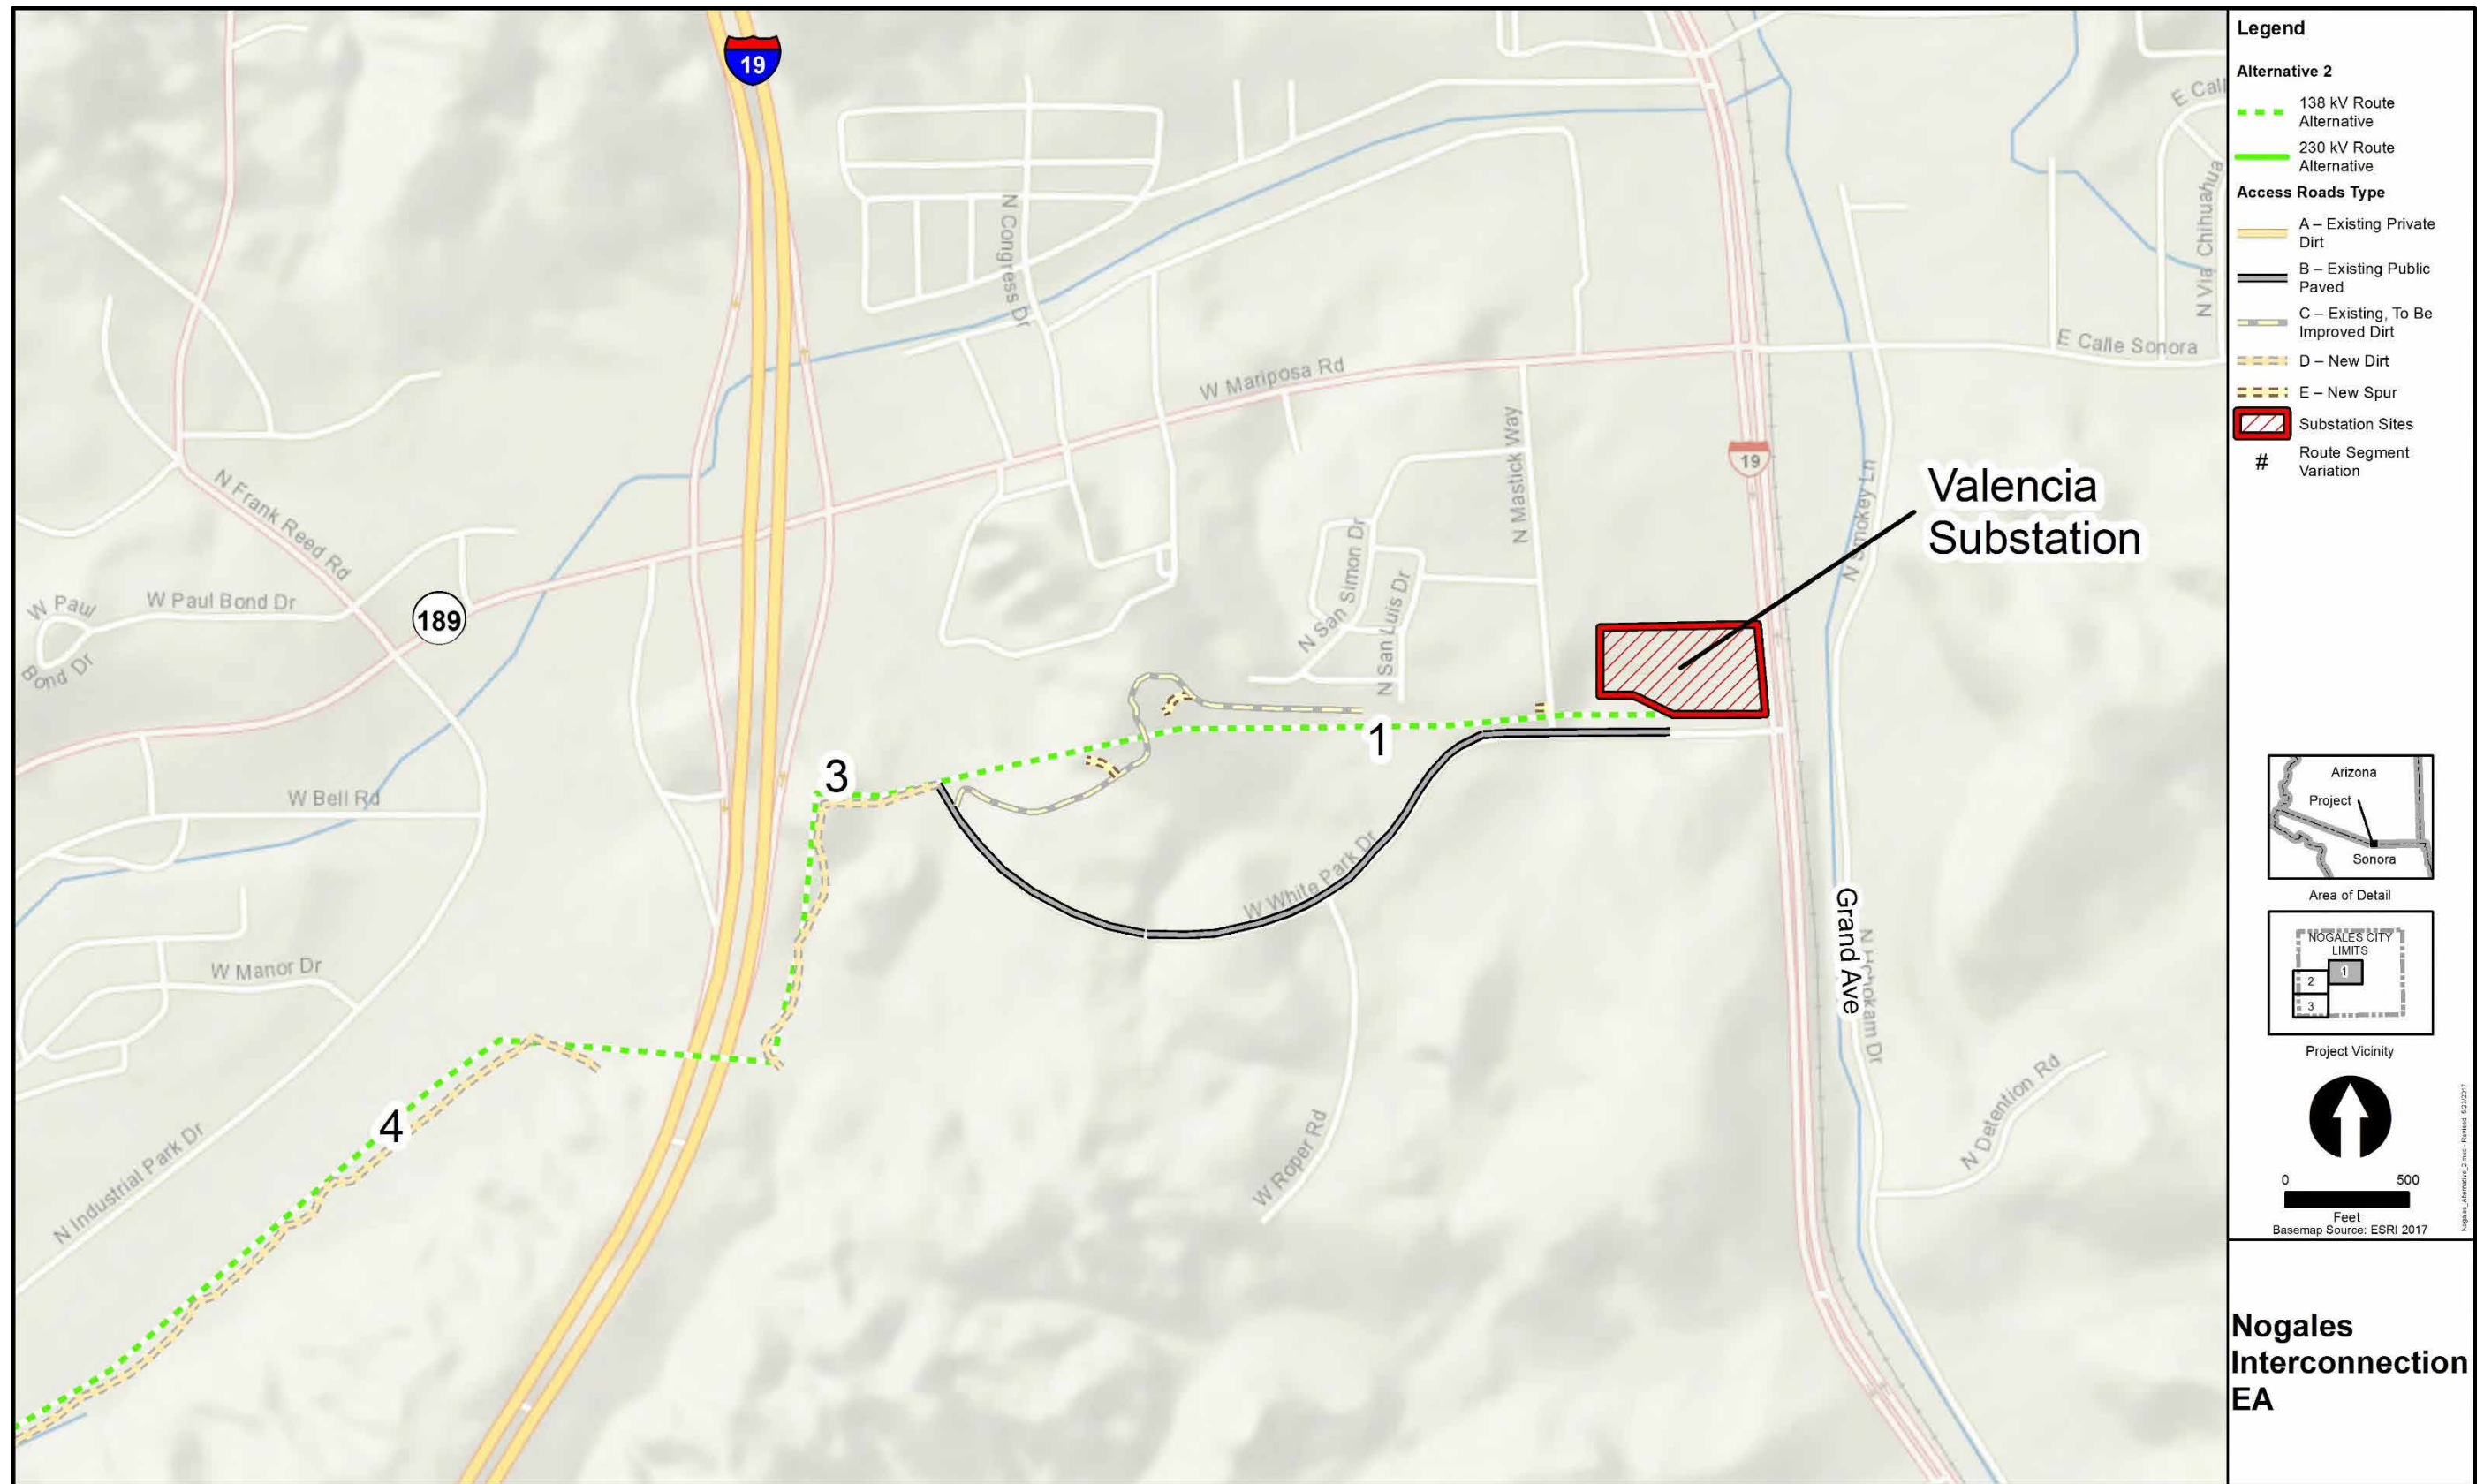 19
N Congress Dr
W Mariposa Rd
E Call
N Via Chihuahua
E Calle Sonora
N Frank Reed Rd
N Mastick Way
19
N Smokey Ln
Valencia
Substation
W Paul
Bond Dr
W Paul Bond Dr
189
N San Simon Dr
N San Luis Dr
1
3
W Bell Rd
W White Park Dr
Grand Ave
N Hohokam Dr
W Manor Dr
4
N Industrial Park Dr
W Roper Rd
N Detention Rd
Legend
Alternative 2
138 kV Route
Alternative
230 kV Route
Alternative
Access Roads Type
A – Existing Private
Dirt
B – Existing Public
Paved
C – Existing, To Be
Improved Dirt
D – New Dirt
E – New Spur
Substation Sites
# Route Segment
Variation
Arizona
Project
Sonora
Area of Detail
NOGALES CITY
LIMITS
1
2
3
Project Vicinity
0 500
Feet
Basemap Source: ESRI 2017
Nogales
Interconnection
EA